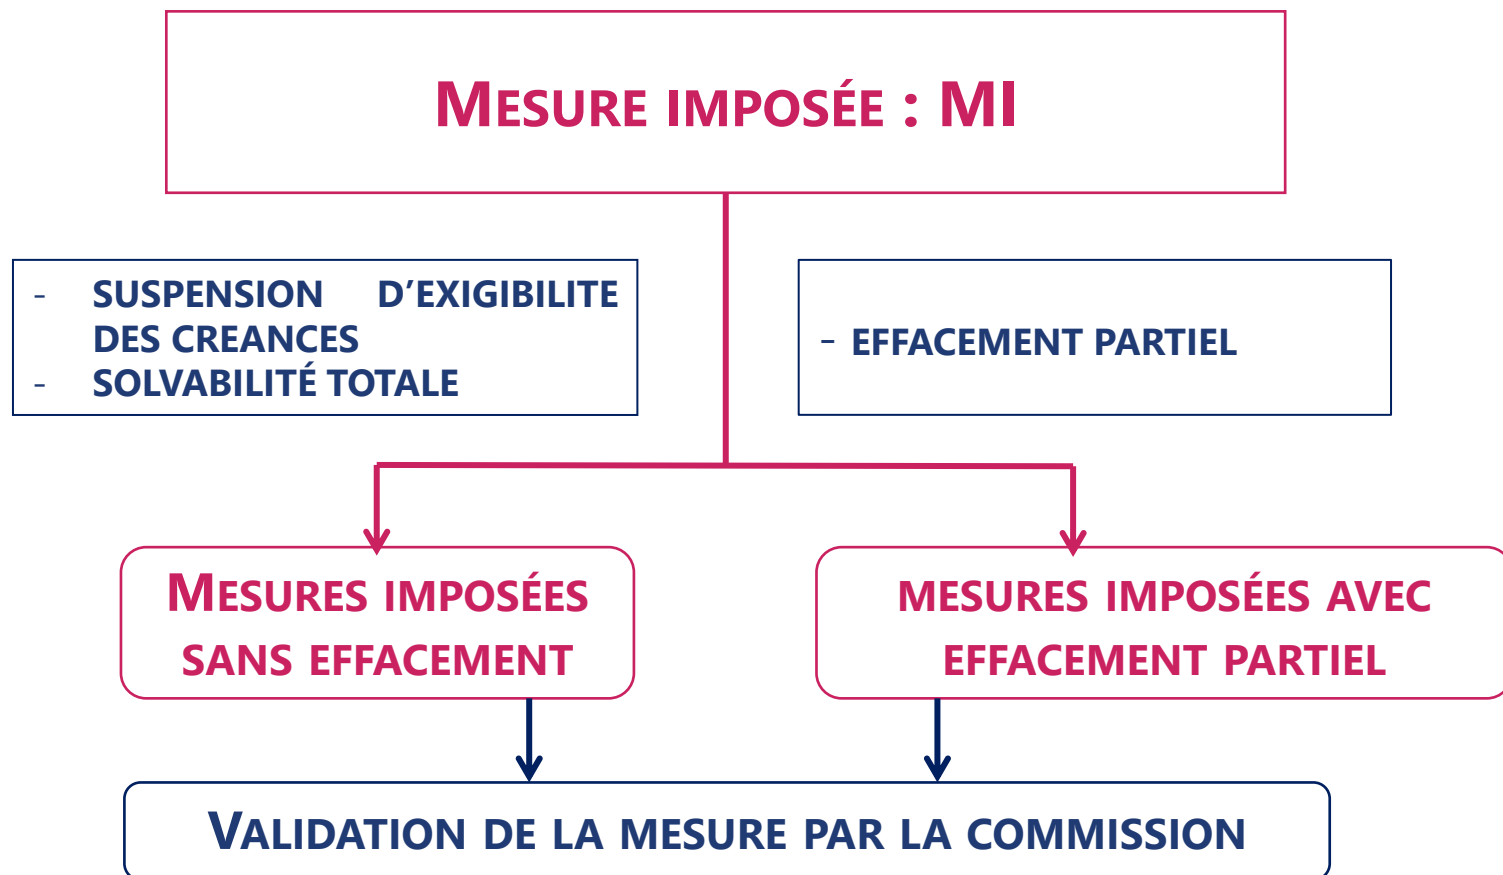 MESURE IMPOSÉE : MI
- SUSPENSION D’EXIGIBILITE
DES CREANCES
- SOLVABILITÉ TOTALE
- EFFACEMENT PARTIEL
MESURES IMPOSÉES
SANS EFFACEMENT
MESURES IMPOSÉES AVEC
EFFACEMENT PARTIEL
VALIDATION DE LA MESURE PAR LA COMMISSION